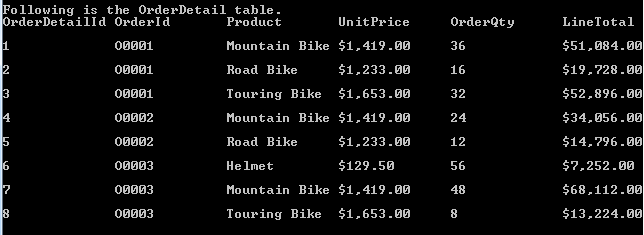 Following is the OrderDetail table.
OrderDetailId OrderId Product UnitPrice OrderQty LineTotal
1 O0001 Mountain Bike $1,419.00 36 $51,084.00
2 O0001 Road Bike $1,233.00 16 $19,728.00
3 O0001 Touring Bike $1,653.00 32 $52,896.00
4 O0002 Mountain Bike $1,419.00 24 $34,056.00
5 O0002 Road Bike $1,233.00 12 $14,796.00
6 O0003 Helmet $129.50 56 $7,252.00
7 O0003 Mountain Bike $1,419.00 48 $68,112.00
8 O0003 Touring Bike $1,653.00 8 $13,224.00